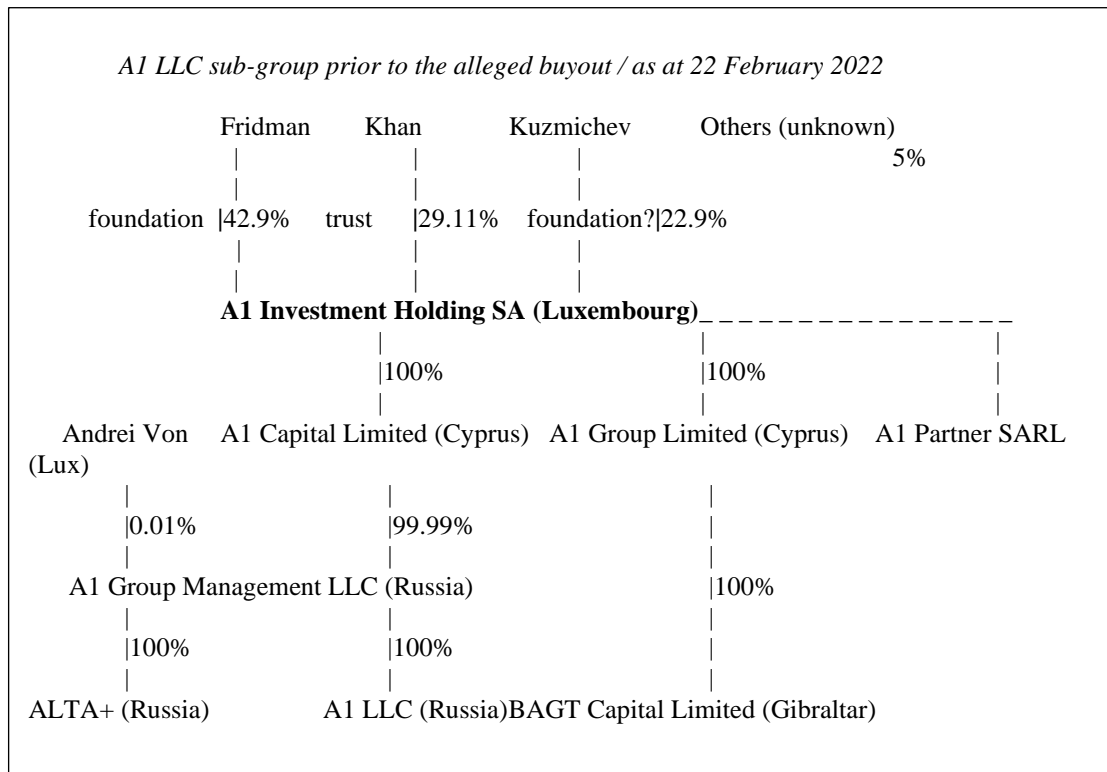 A1 LLC sub-group prior to the alleged buyout / as at 22 February 2022
Fridman Khan Kuzmichev Others (unknown)
| | | 5%
| | |
foundation |42.9% trust |29.11% foundation?|22.9%
| | |
| | |
A1 Investment Holding SA (Luxembourg)_ _ _ _ _ _ _ _ _ _ _ _ _ _ _ _
| | |
|100% |100% |
| | |
Andrei Von A1 Capital Limited (Cyprus) A1 Group Limited (Cyprus) A1 Partner SARL
(Lux)
| | |
|0.01% |99.99% |
| | |
A1 Group Management LLC (Russia) |100%
| | |
|100% |100% |
| | |
ALTA+ (Russia) A1 LLC (Russia)BAGT Capital Limited (Gibraltar)